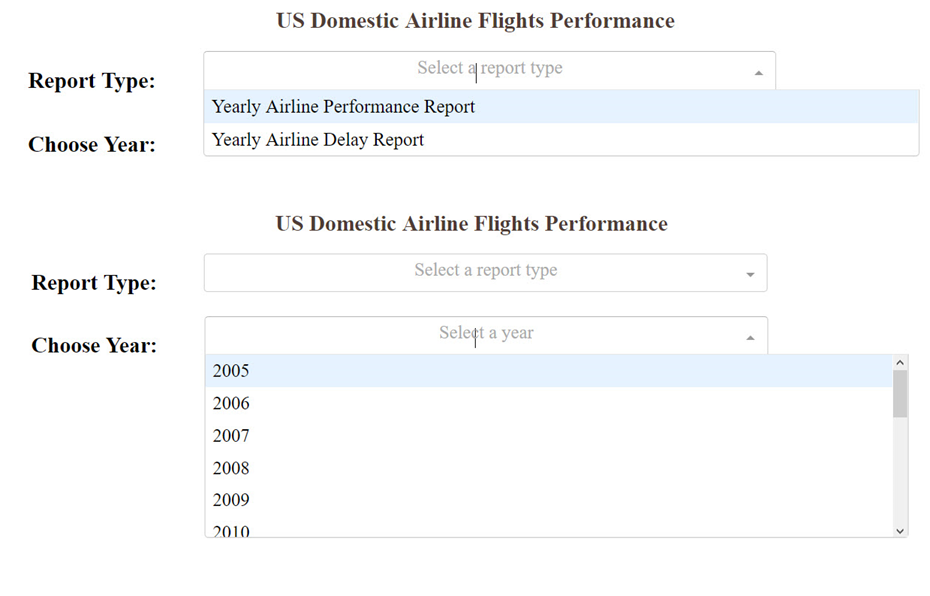 US Domestic Airline Flights Performance
Report Type:
Select a report type
Yearly Airline Performance Report
Yearly Airline Delay Report
Choose Year:
US Domestic Airline Flights Performance
Report Type:
Select a report type
Choose Year:
Select a year
2005
2006
2007
2008
2009
2010